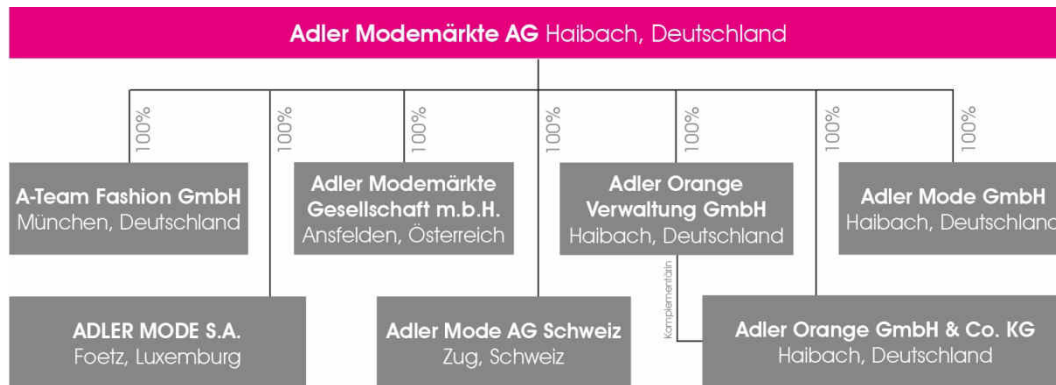 Adler Modemärkte AG Haibach, Deutschland
100%
100%
100%
100%
100%
100%
100%
A-Team Fashion GmbH
München, Deutschland
Adler Modemärkte
Gesellschaft m.b.H.
Ansfelden, Österreich
Adler Orange
Verwaltung GmbH
Haibach, Deutschland
Adler Mode GmbH
Haibach, Deutschland
Komplementärin
ADLER MODE S.A.
Foetz, Luxemburg
Adler Mode AG Schweiz
Zug, Schweiz
Adler Orange GmbH & Co. KG
Haibach, Deutschland